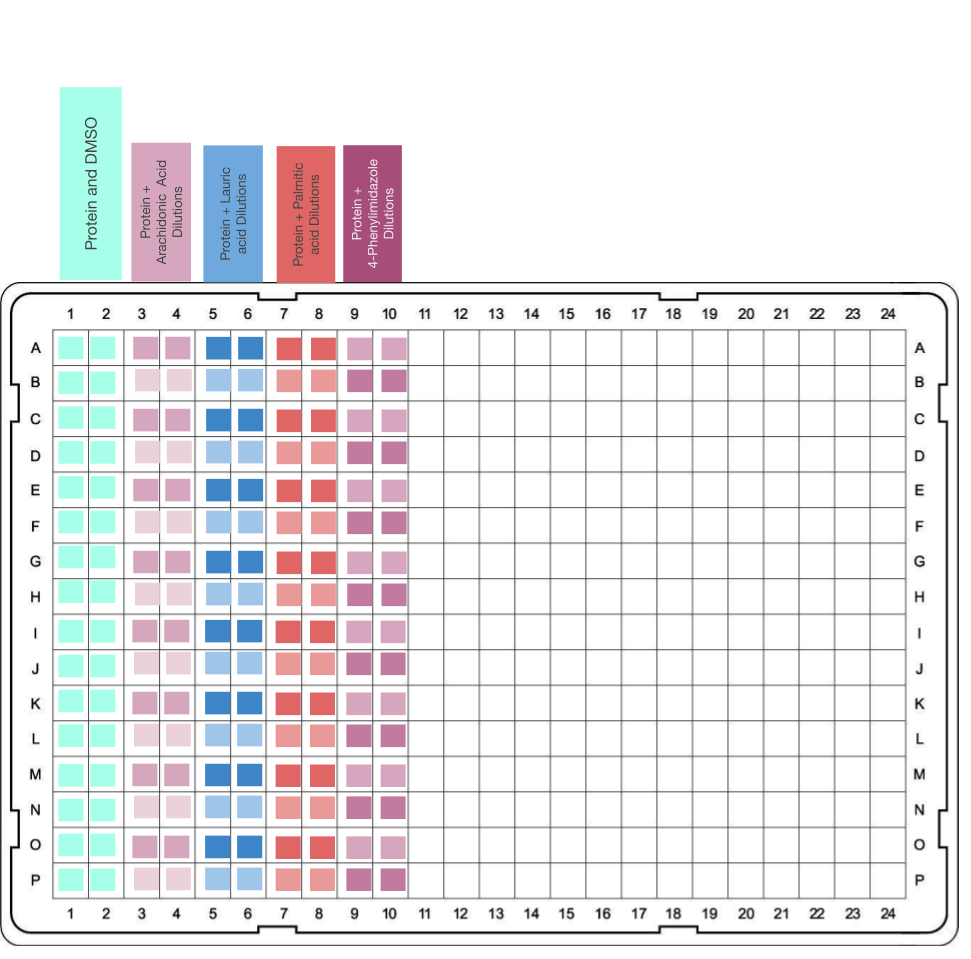 Protein and DMSO
Protein +
Arachidonic Acid
Dilutions
Protein + Lauric
acid Dilutions
Protein + Palmitic
acid Dilutions
Protein +
4-Phenylimidazole
Dilutions
1 2 3 4 5 6 7 8 9 10 11 12 13 14 15 16 17 18 19 20 21 22 23 24
A A
B B
C C
D D
E E
F F
G G
H H
I I
J J
K K
L L
M M
N N
O O
P P
1 2 3 4 5 6 7 8 9 10 11 12 13 14 15 16 17 18 19 20 21 22 23 24